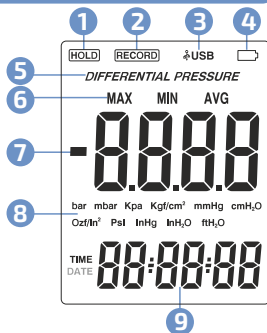 1 2 3 4
HOLD RECORD USB
5 DIFFERENTIAL PRESSURE
6 MAX MIN AVG
7 -8.8.8.8
8 bar mbar Kpa Kgf/cm² mmHg cmH₂O
Ozf/In² Psl InHg InH₂O ftH₂O
TIME 88:88:88
DATE
9